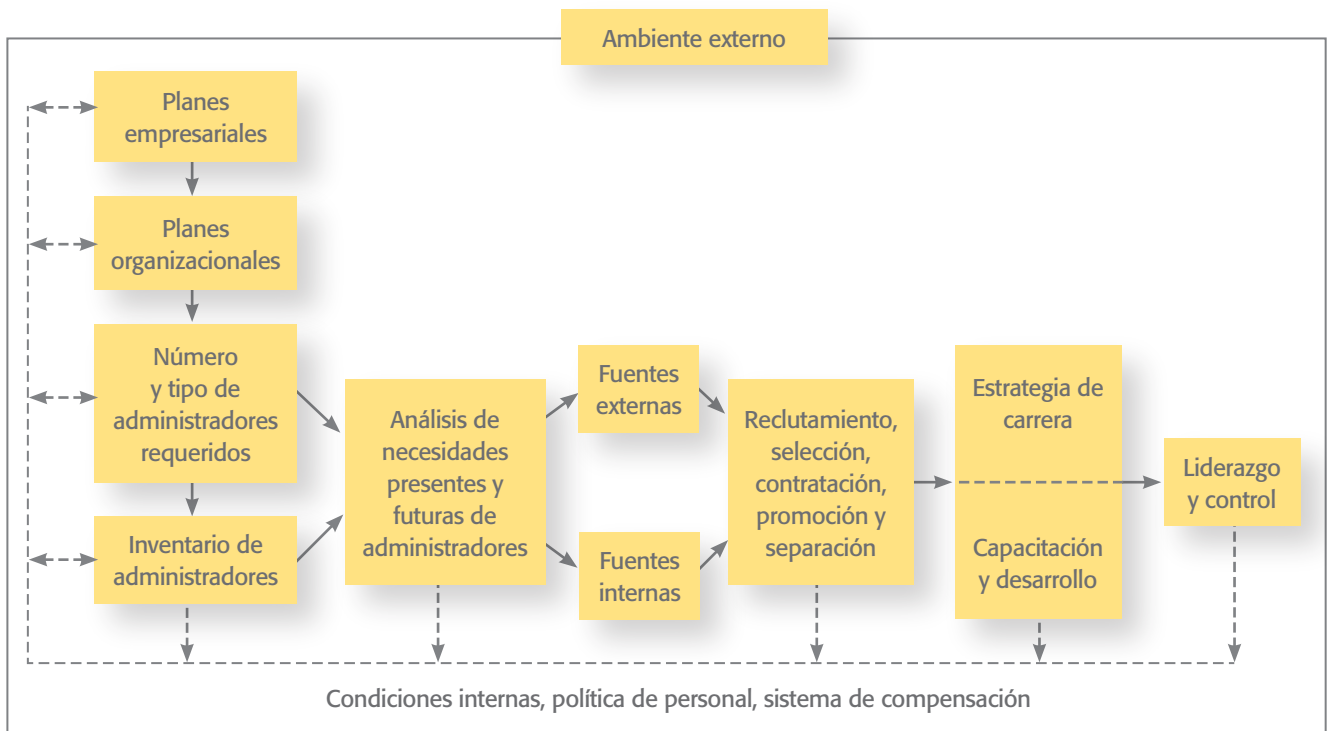 Ambiente externo
Planes
empresariales
Planes
organizacionales
Número
y tipo de
administradores
requeridos
Inventario de
administradores
Análisis de
necesidades
presentes y
futuras de
administradores
Fuentes
externas
Fuentes
internas
Reclutamiento,
selección,
contratación,
promoción y
separación
Estrategia de
carrera
Capacitación
y desarrollo
Liderazgo
y control
Condiciones internas, política de personal, sistema de compensación